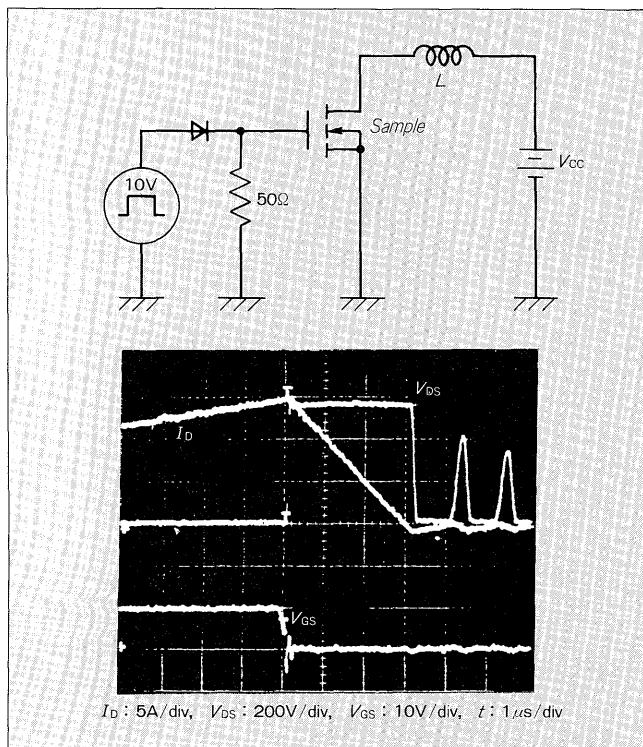 L
Sample
10V
50Ω
VCC
VDS
ID
VGS
ID : 5A/div, VDS : 200V/div, VGS : 10V/div, t : 1μs/div